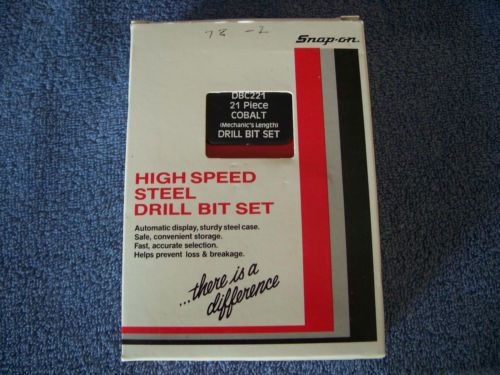 78 -2
Snap-on.
DBC221
21 Piece
COBALT
(Mechanic's Length)
DRILL BIT SET
HIGH SPEED
STEEL
DRILL BIT SET
Automatic display, sturdy steel case.
Safe, convenient storage.
Fast, accurate selection.
Helps prevent loss & breakage.
...there is a
difference